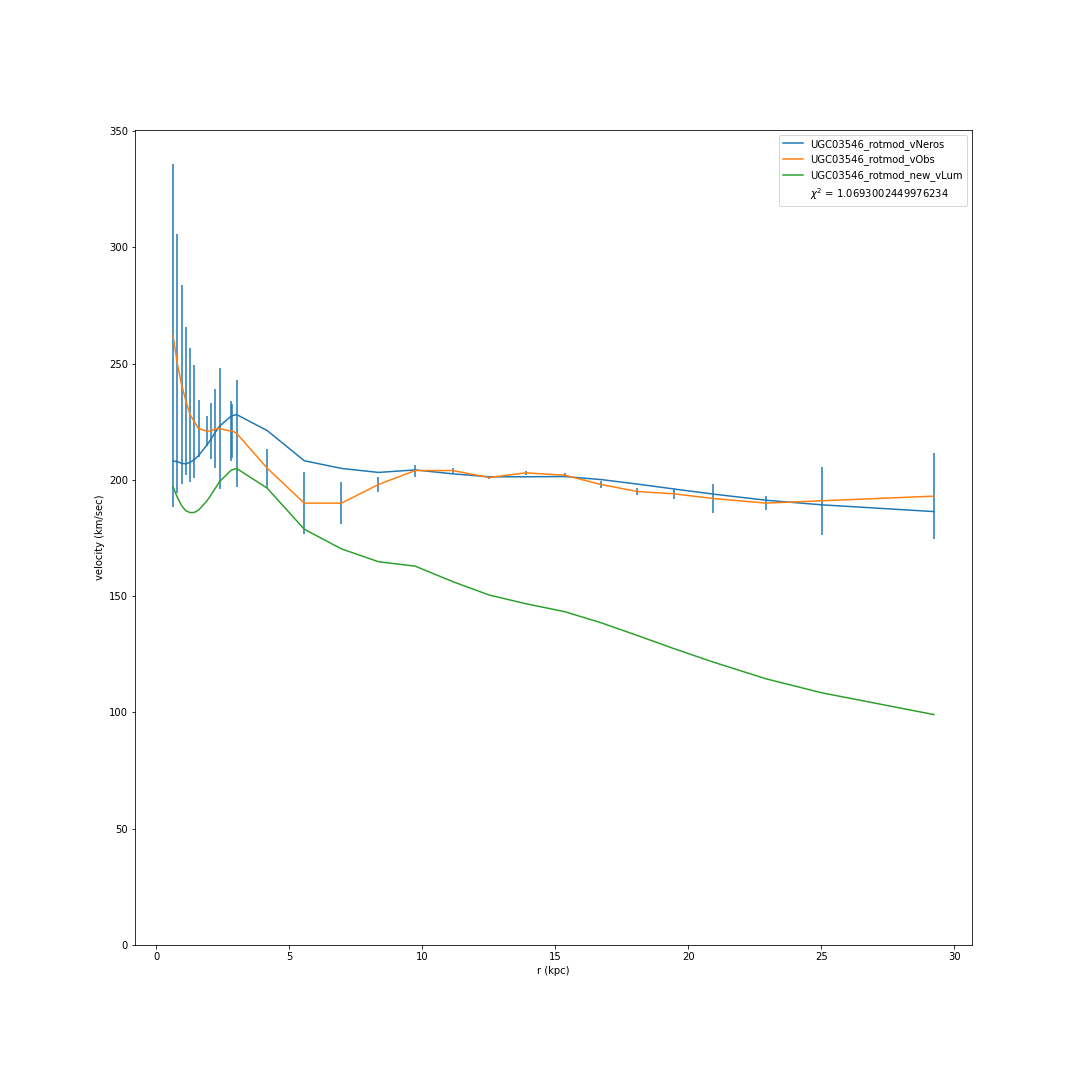 350
300
250
200
150
100
50
0
velocity (km/sec)
0 5 10 15 20 25 30
r (kpc)
UGC03546_rotmod_vNeros
UGC03546_rotmod_vObs
UGC03546_rotmod_new_vLum
χ² = 1.0693002449976234